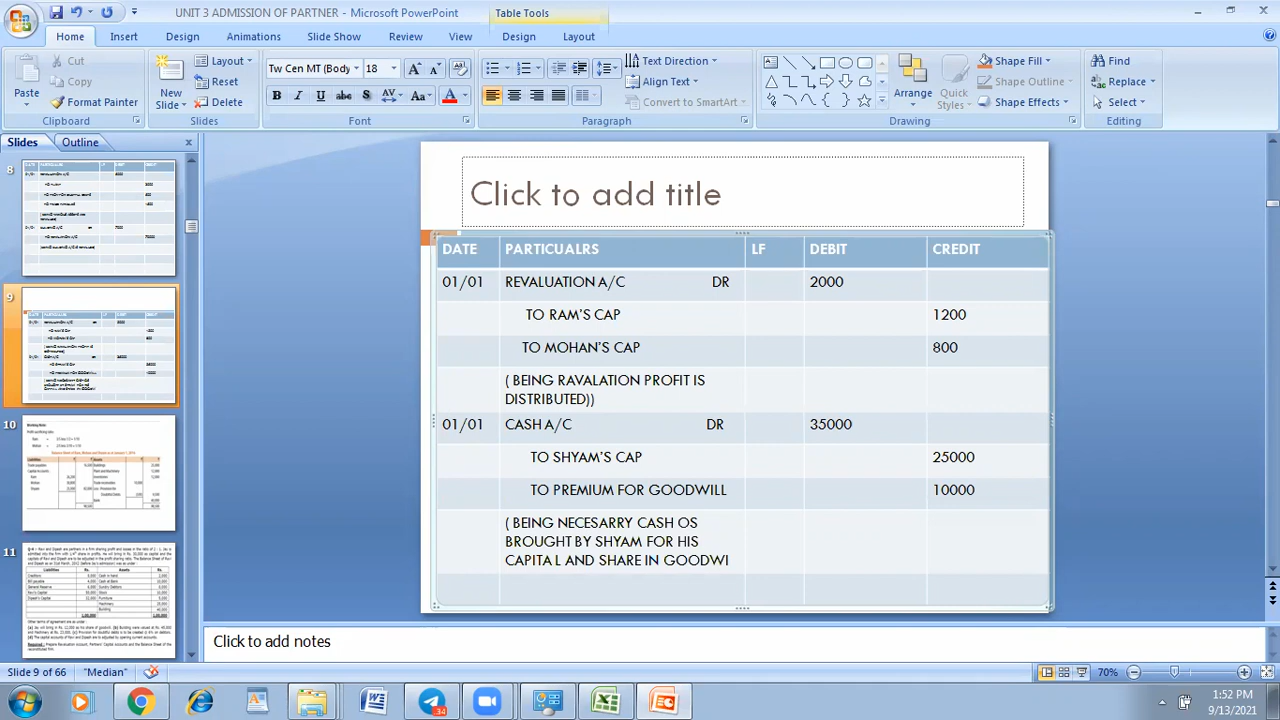 UNIT 3 ADMISSION OF PARTNER - Microsoft PowerPoint
Table Tools
Home Insert Design Animations Slide Show Review View Design Layout
Paste
Cut
Copy
Format Painter
Clipboard
New Slide
Layout
Reset
Delete
Slides
Tw Cen MT (Body 18
Font
Paragraph
Text Direction
Align Text
Convert to SmartArt
Arrange
Quick Styles
Shape Fill
Shape Outline
Shape Effects
Drawing
Find
Replace
Select
Editing
Slides Outline
8
9
10
11
Click to add title
DATE PARTICUALRS LF DEBIT CREDIT
01/01 REVALUATION A/C DR 2000
TO RAM'S CAP 1200
TO MOHAN'S CAP 800
( BEING RAVALATION PROFIT IS
DISTRIBUTED))
01/01 CASH A/C DR 35000
TO SHYAM'S CAP 25000
TO PREMIUM FOR GOODWILL 10000
( BEING NECESARRY CASH OS
BROUGHT BY SHYAM FOR HIS
CAPITAL AND SHARE IN GOODWI
Click to add notes
Slide 9 of 66 "Median" 70%
34
1:52 PM
9/13/2021